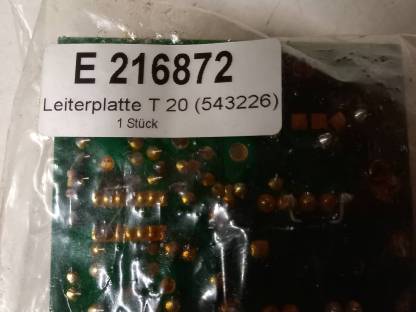 E 216872
Leiterplatte T 20 (543226)
1 Stück